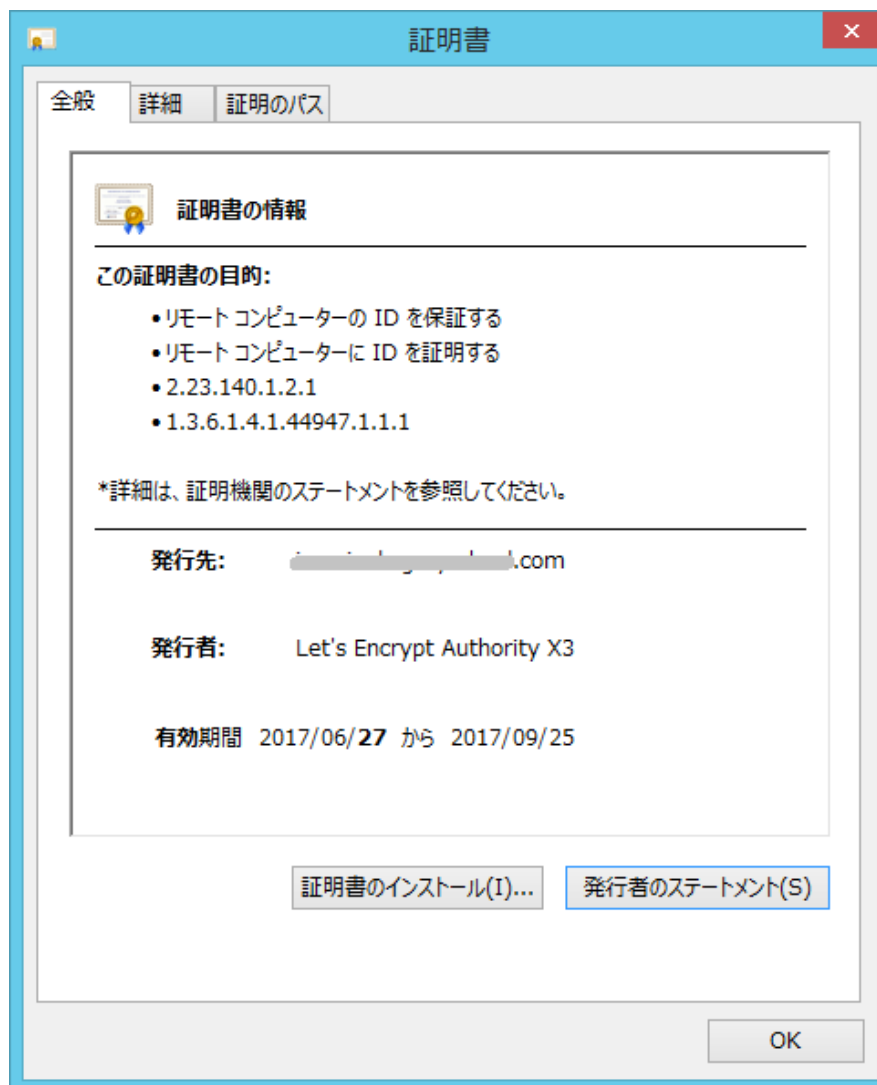 証明書
全般
詳細
証明のパス
証明書の情報
この証明書の目的:
• リモート コンピューターの ID を保証する
• リモート コンピューターに ID を証明する
• 2.23.140.1.2.1
• 1.3.6.1.4.1.44947.1.1.1
*詳細は、証明機関のステートメントを参照してください。
発行先: .com
発行者: Let's Encrypt Authority X3
有効期間 2017/06/27 から 2017/09/25
証明書のインストール(I)...
発行者のステートメント(S)
OK